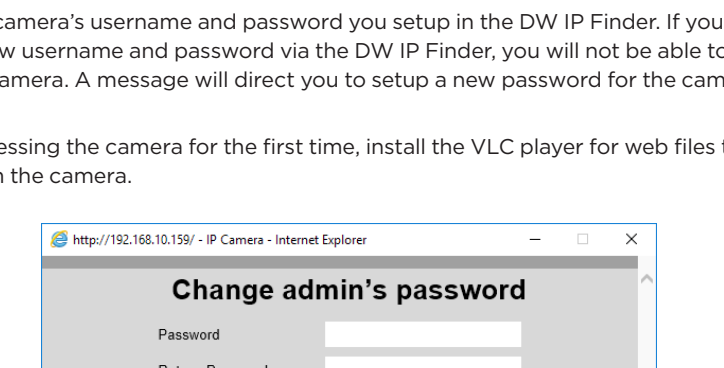 camera’s username and password you setup in the DW IP Finder. If you
username and password via the DW IP Finder, you will not be able to
A message will direct you to setup a new password for the
the camera for the first time, install the VLC player for web files
the camera.
http://192.168.10.159/ - IP Camera - Internet Explorer
Change admin’s password
Password